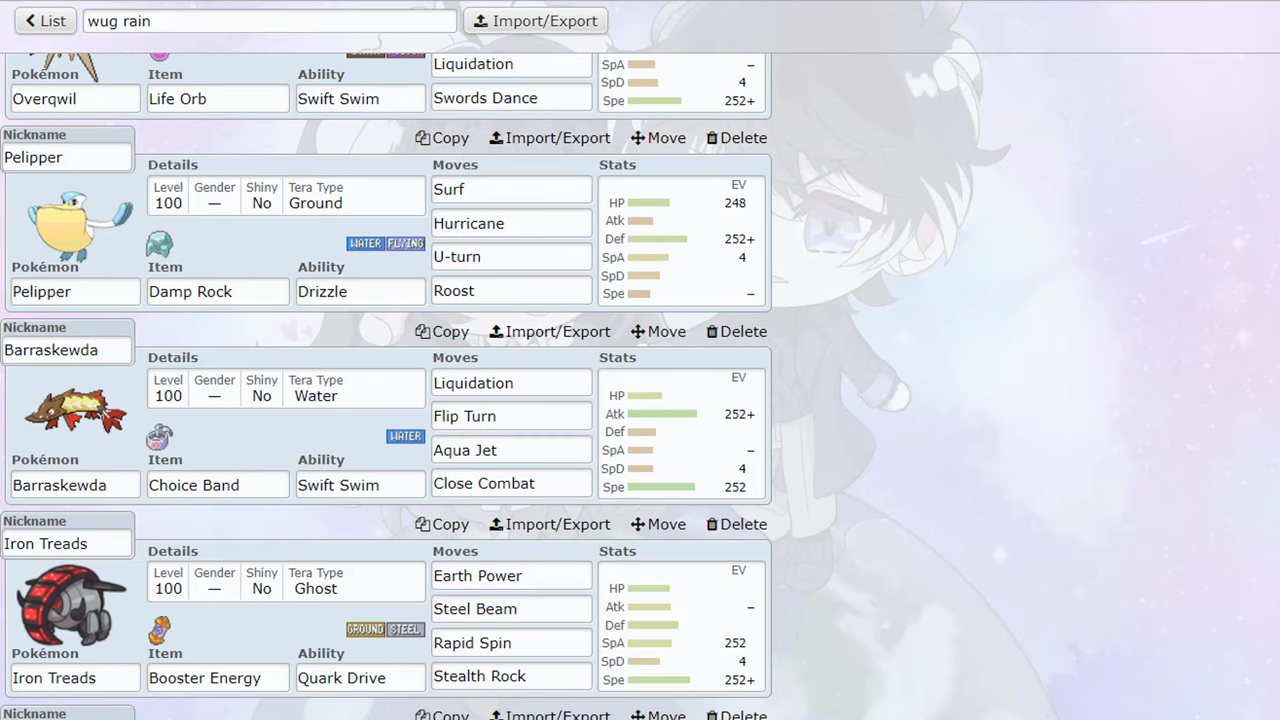 List
wug rain
Import/Export
Pokémon Item Ability Liquidation SpA –
SpD 4
Overqwil Life Orb Swift Swim Swords Dance Spe 252+
Nickname Copy Import/Export Move Delete
Pelipper
Details Moves Stats
Level Gender Shiny Tera Type Surf EV
100 — No Ground HP 248
Hurricane Atk
WATER FLYING Def 252+
U-turn SpA 4
Pokémon Item Ability SpD
Pelipper Damp Rock Drizzle Roost Spe –
Nickname Copy Import/Export Move Delete
Barraskewda
Details Moves Stats
Level Gender Shiny Tera Type Liquidation EV
100 — No Water HP
Flip Turn Atk 252+
WATER Def
Aqua Jet SpA –
Pokémon Item Ability SpD 4
Barraskewda Choice Band Swift Swim Close Combat Spe 252
Nickname Copy Import/Export Move Delete
Iron Treads
Details Moves Stats
Level Gender Shiny Tera Type Earth Power EV
100 — No Ghost HP
Steel Beam Atk –
GROUND STEEL Def
Rapid Spin SpA 252
Pokémon Item Ability SpD 4
Iron Treads Booster Energy Quark Drive Stealth Rock Spe 252+
Nickname Copy Import/Export Move Delete